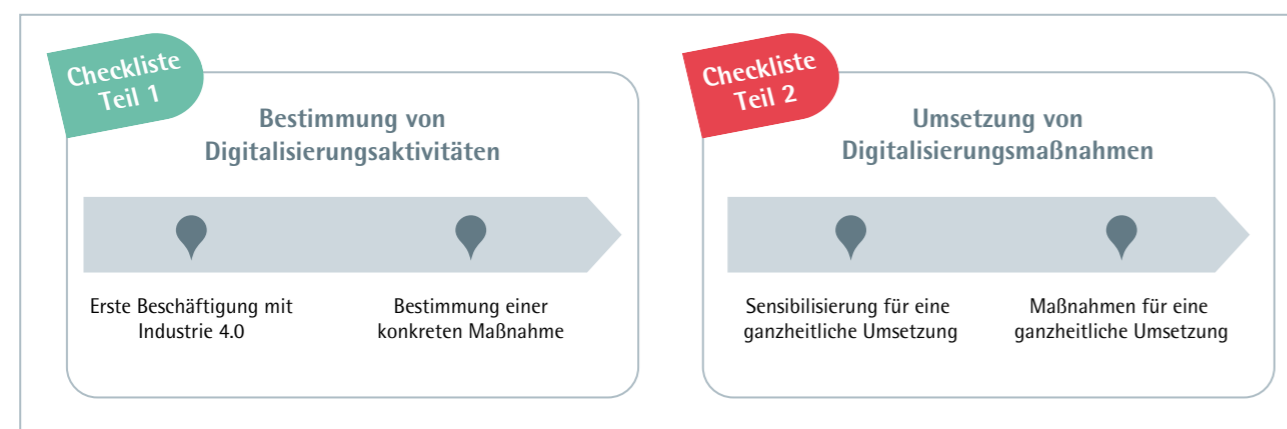 Checkliste
Teil 1
Bestimmung von
Digitalisierungsaktivitäten
Erste Beschäftigung mit
Industrie 4.0
Bestimmung einer
konkreten Maßnahme
Checkliste
Teil 2
Umsetzung von
Digitalisierungsmaßnahmen
Sensibilisierung für eine
ganzheitliche Umsetzung
Maßnahmen für eine
ganzheitliche Umsetzung